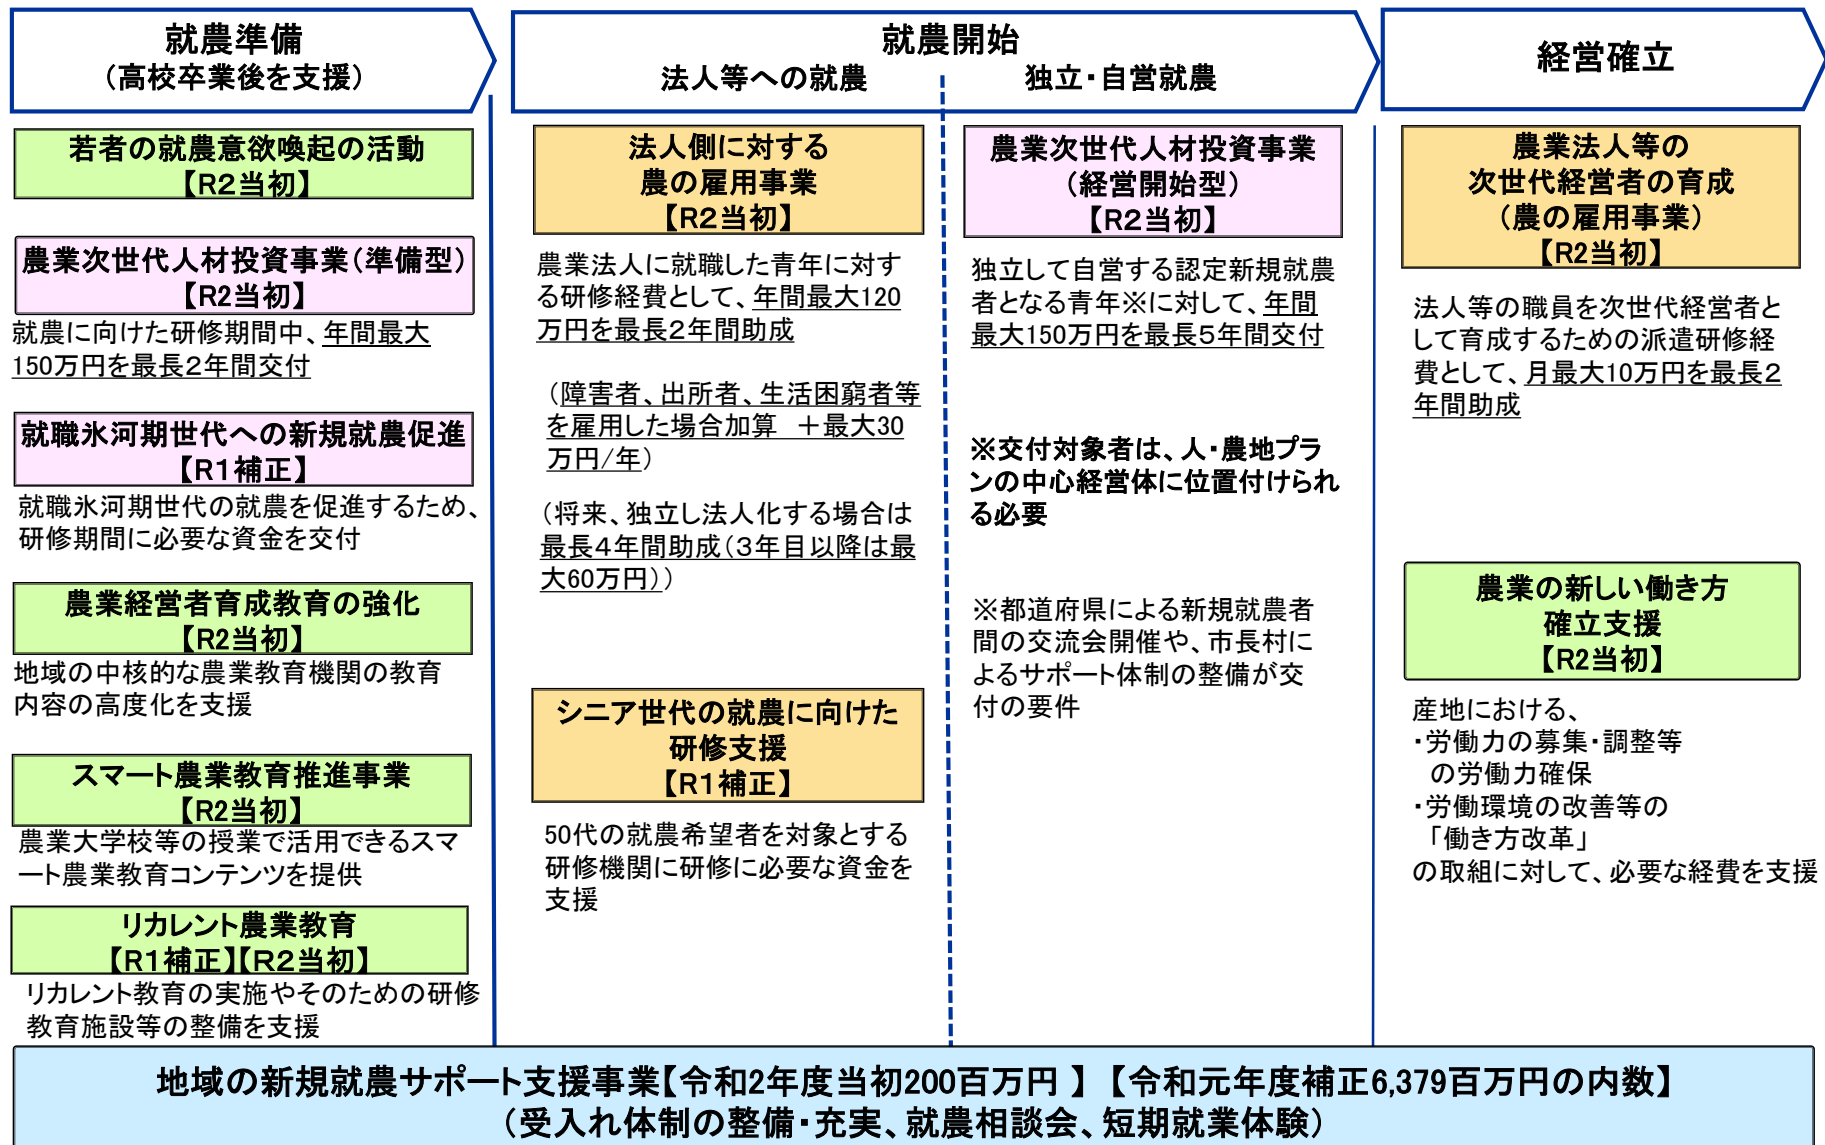 就農準備
（高校卒業後を支援）
若者の就農意欲喚起の活動
【R2当初】
農業次世代人材投資事業（準備型）
【R2当初】
就農に向けた研修期間中、年間最大
150万円を最長２年間交付
就職氷河期世代への新規就農促進
【R1補正】
就職氷河期世代の就農を促進するため、
研修期間に必要な資金を交付
農業経営者育成教育の強化
【R2当初】
地域の中核的な農業教育機関の教育
内容の高度化を支援
スマート農業教育推進事業
【R2当初】
農業大学校等の授業で活用できるスマ
ート農業教育コンテンツを提供
リカレント農業教育
【R１補正】【R２当初】
リカレント教育の実施やそのための研修
教育施設等の整備を支援
就農開始
法人等への就農
独立・自営就農
法人側に対する
農の雇用事業
【R２当初】
農業法人に就職した青年に対す
る研修経費として、年間最大120
万円を最長２年間助成
（障害者、出所者、生活困窮者等
を雇用した場合加算　＋最大30
万円/年）
（将来、独立し法人化する場合は
最長４年間助成（３年目以降は最
大60万円））
シニア世代の就農に向けた
研修支援
【R１補正】
50代の就農希望者を対象とする
研修機関に研修に必要な資金を
支援
農業次世代人材投資事業
（経営開始型）
【R２当初】
独立して自営する認定新規就農
者となる青年※に対して、年間
最大150万円を最長５年間交付
※交付対象者は、人・農地プラ
ンの中心経営体に位置付けられ
る必要
※都道府県による新規就農者
間の交流会開催や、市長村に
よるサポート体制の整備が交
付の要件
経営確立
農業法人等の
次世代経営者の育成
（農の雇用事業）
【R2当初】
法人等の職員を次世代経営者と
して育成するための派遣研修経
費として、月最大10万円を最長２
年間助成
農業の新しい働き方
確立支援
【R2当初】
産地における、
・労働力の募集・調整等
の労働力確保
・労働環境の改善等の
「働き方改革」
の取組に対して、必要な経費を支援
地域の新規就農サポート支援事業【令和2年度当初200百万円 】 【令和元年度補正6,379百万円の内数】
（受入れ体制の整備・充実、就農相談会、短期就業体験）